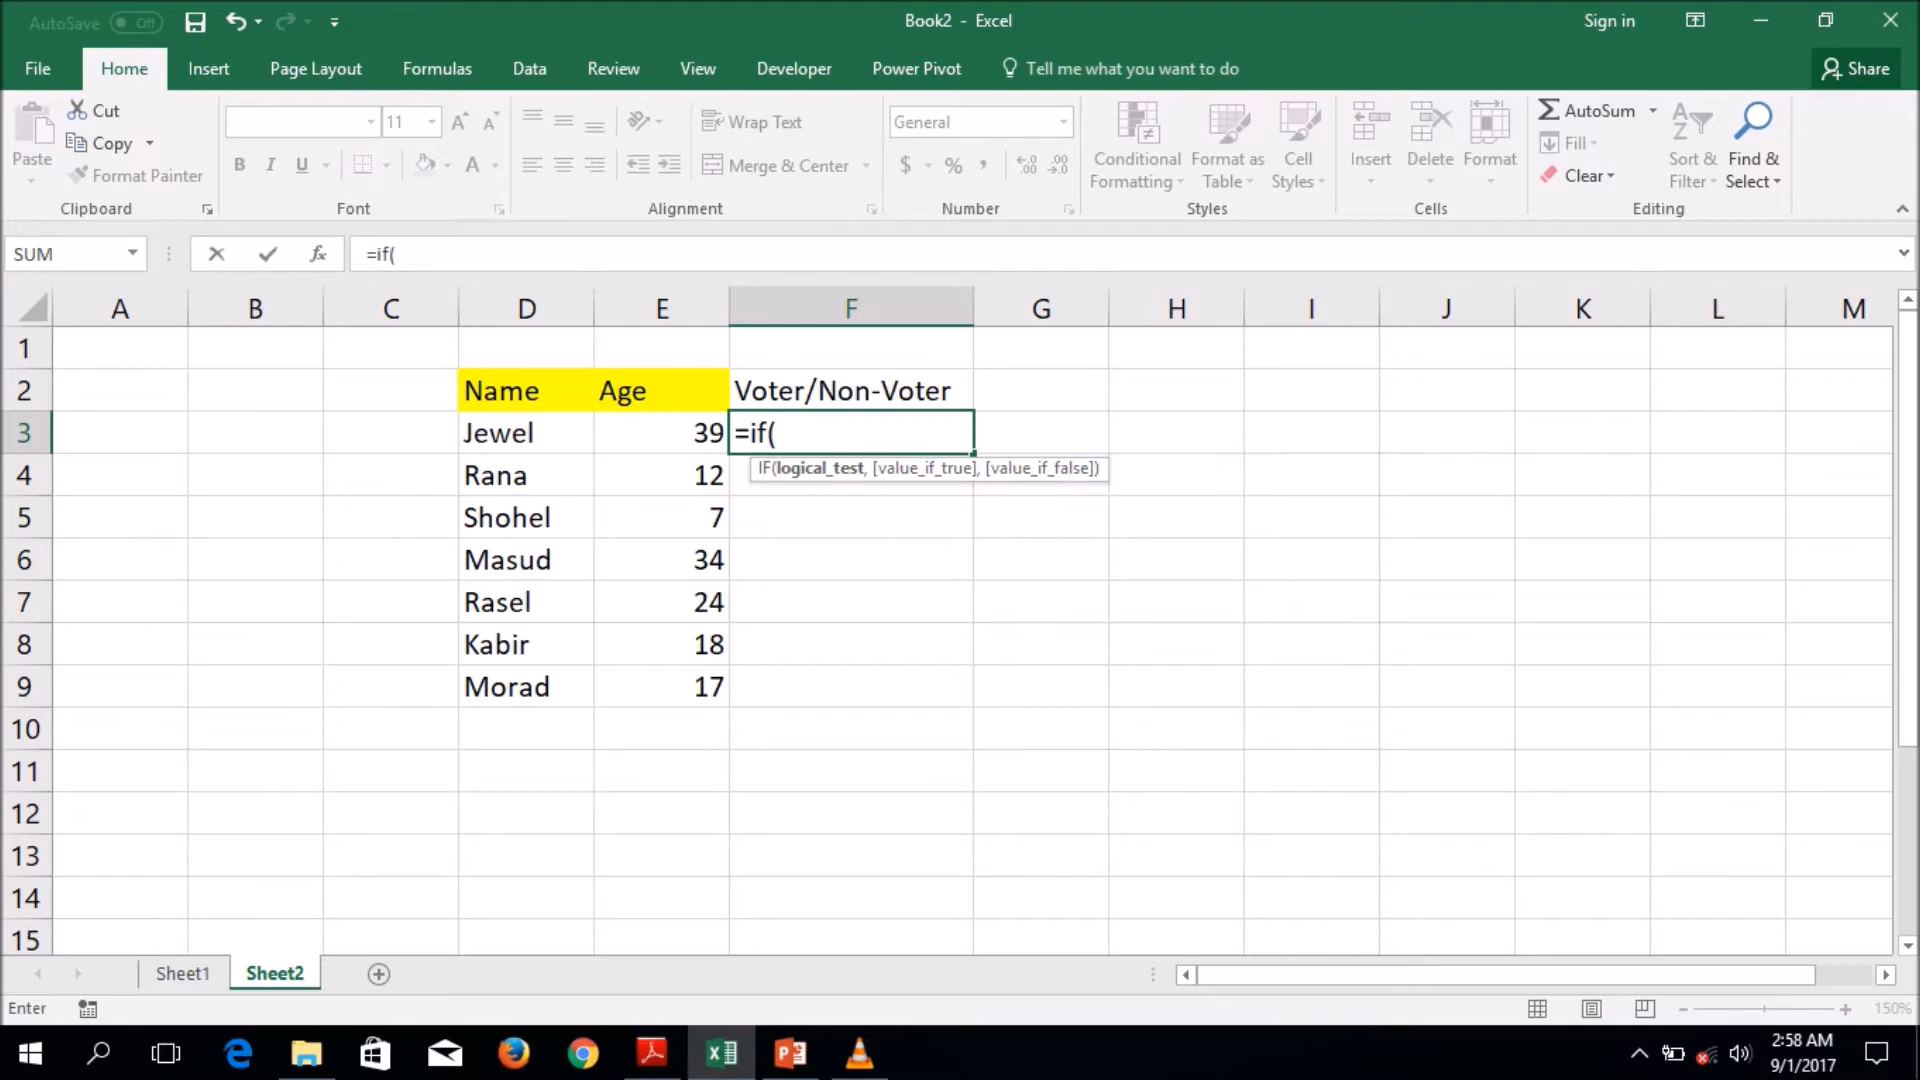 AutoSave Off
Book2 - Excel
Sign in
File Home Insert Page Layout Formulas Data Review View Developer Power Pivot Tell me what you want to do Share
Paste
Cut
Copy
Format Painter
Clipboard
11
A A
B I U A
Font
Wrap Text
Merge & Center
Alignment
General
$ % , .00 .00
Number
Conditional Formatting
Format as Table
Cell Styles
Styles
Insert
Delete
Format
Cells
AutoSum
Fill
Clear
Sort & Filter
Find & Select
Editing
SUM fx =if(
A B C D E F G H I J K L M
1
2 Name Age Voter/Non-Voter
3 Jewel 39 =if(
IF(logical_test, [value_if_true], [value_if_false])
4 Rana 12
5 Shohel 7
6 Masud 34
7 Rasel 24
8 Kabir 18
9 Morad 17
10
11
12
13
14
15
Sheet1 Sheet2
Enter
150%
2:58 AM
9/1/2017